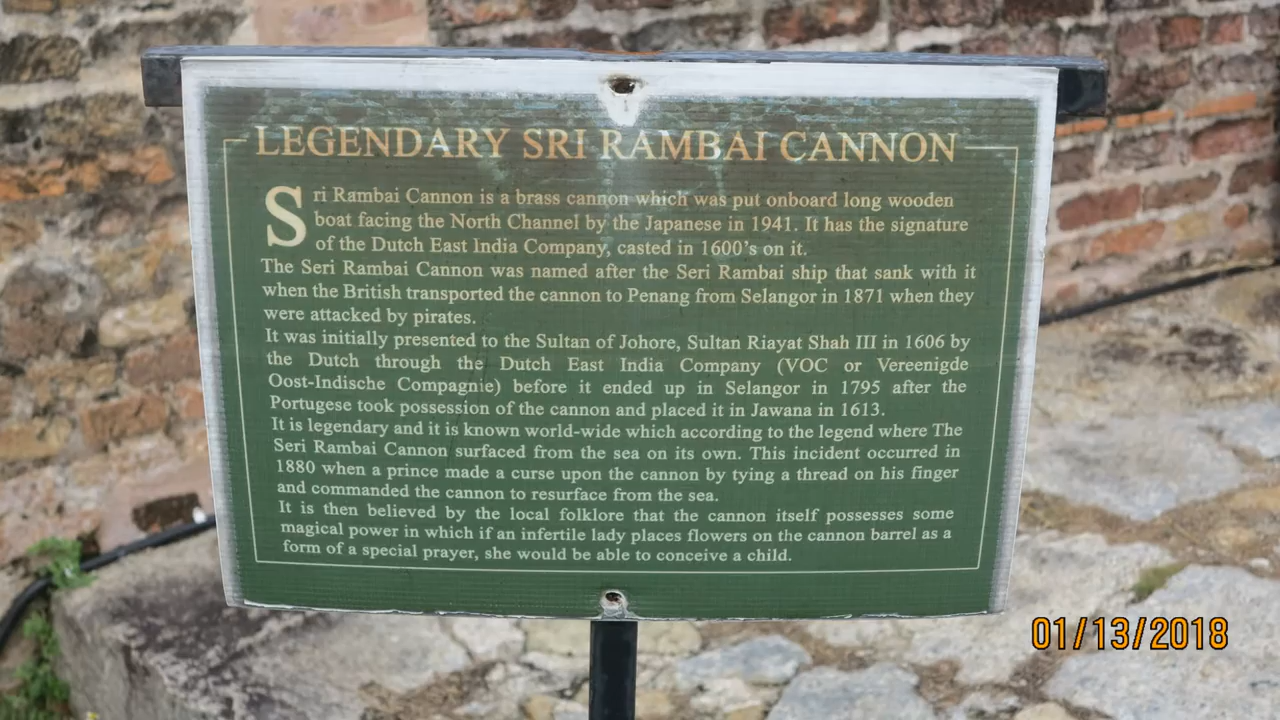 LEGENDARY SRI RAMBAI CANNON
Sri Rambai Cannon is a brass cannon which was put onboard long wooden
boat facing the North Channel by the Japanese in 1941. It has the signature
of the Dutch East India Company, casted in 1600's on it.
The Seri Rambai Cannon was named after the Seri Rambai ship that sank with it
when the British transported the cannon to Penang from Selangor in 1871 when they
were attacked by pirates.
It was initially presented to the Sultan of Johore, Sultan Riayat Shah III in 1606 by
the Dutch through the Dutch East India Company (VOC or Vereenigde
Oost-Indische Compagnie) before it ended up in Selangor in 1795 after the
Portugese took possession of the cannon and placed it in Jawana in 1613.
It is legendary and it is known world-wide which according to the legend where The
Seri Rambai Cannon surfaced from the sea on its own. This incident occurred in
1880 when a prince made a curse upon the cannon by tying a thread on his finger
and commanded the cannon to resurface from the sea.
It is then believed by the local folklore that the cannon itself possesses some
magical power in which if an infertile lady places flowers on the cannon barrel as a
form of a special prayer, she would be able to conceive a child.
01/13/2018